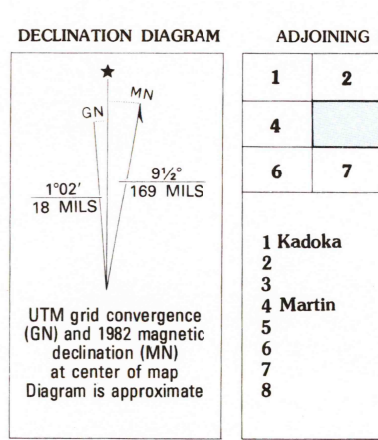 DECLINATION DIAGRAM
★
GN
MN
1°02'
18 MILS
9½°
169 MILS
UTM grid convergence
(GN) and 1982 magnetic
declination (MN)
at center of map
Diagram is approximate
ADJOINING
1 2
4
6 7
1 Kadoka
2
3
4 Martin
5
6
7
8